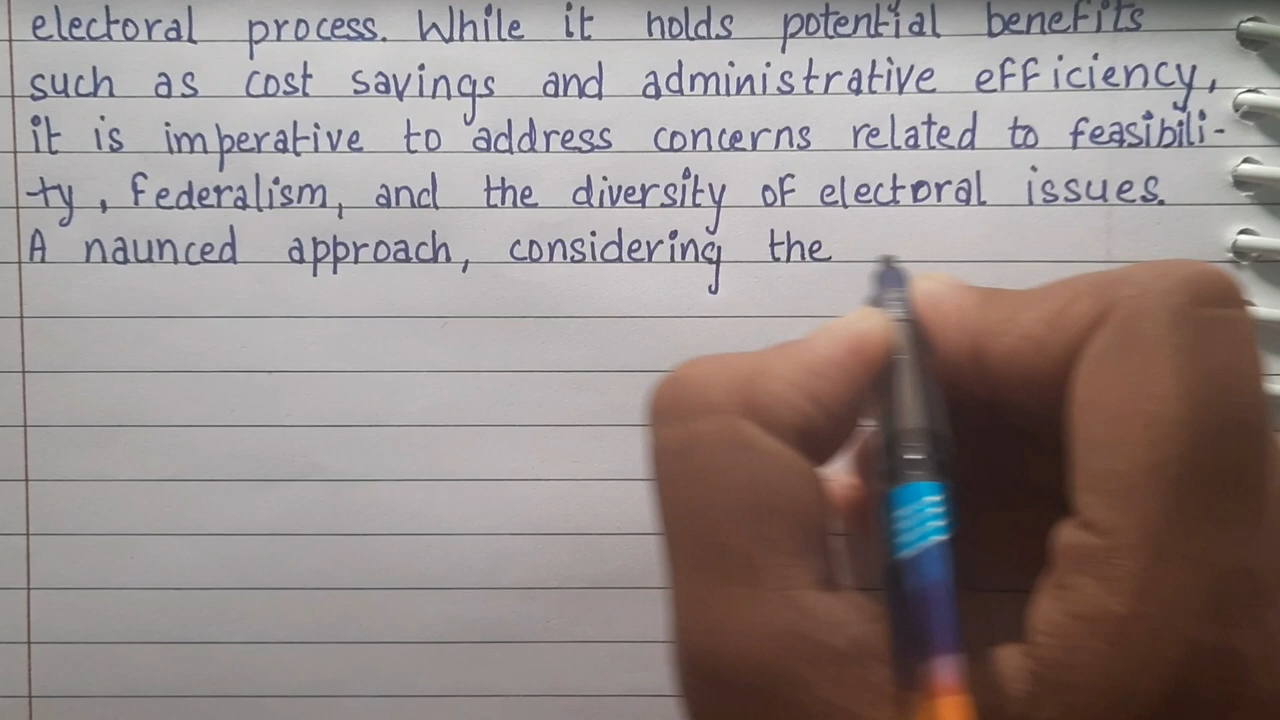 electoral process. While it holds potential benefits
such as cost savings and administrative efficiency,
it is imperative to address concerns related to feasibili-
ty, federalism, and the diversity of electoral issues.
A naunced approach, considering the